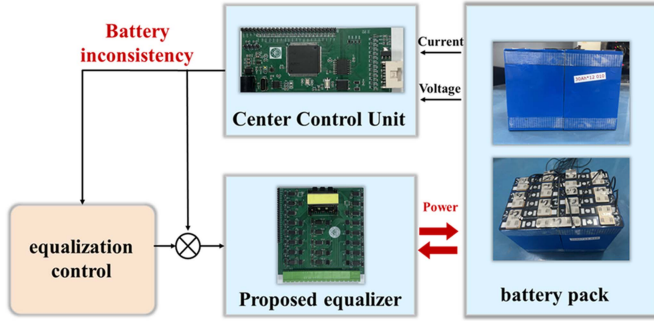 Battery
inconsistency
Current
Voltage
Center Control Unit
Power
equalization
control
Proposed equalizer
battery pack